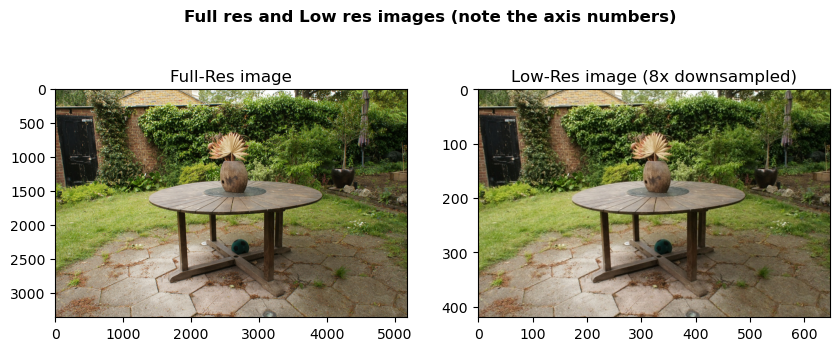 Full res and Low res images (note the axis numbers)
Full-Res image
0
500
1000
1500
2000
2500
3000
0 1000 2000 3000 4000 5000
Low-Res image (8x downsampled)
0
100
200
300
400
0 100 200 300 400 500 600